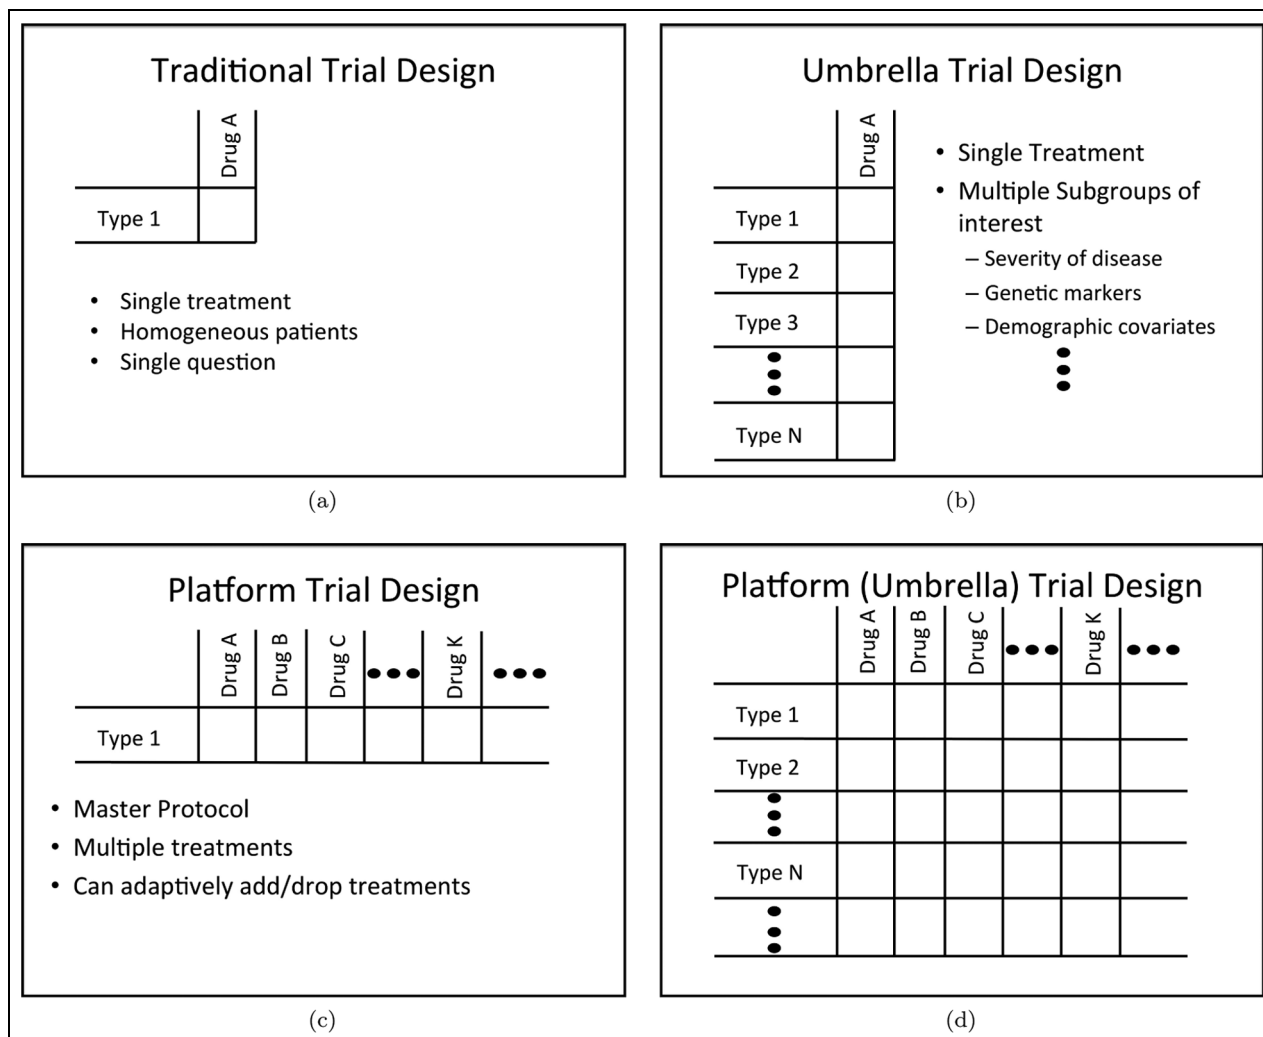 Traditional Trial Design
Drug A
Type 1
• Single treatment
• Homogeneous patients
• Single question
(a)
Umbrella Trial Design
Drug A
Type 1
Type 2
Type 3
Type N
• Single Treatment
• Multiple Subgroups of
interest
– Severity of disease
– Genetic markers
– Demographic covariates
(b)
Platform Trial Design
Drug A
Drug B
Drug C
Drug K
Type 1
• Master Protocol
• Multiple treatments
• Can adaptively add/drop treatments
(c)
Platform (Umbrella) Trial Design
Drug A
Drug B
Drug C
Drug K
Type 1
Type 2
Type N
(d)